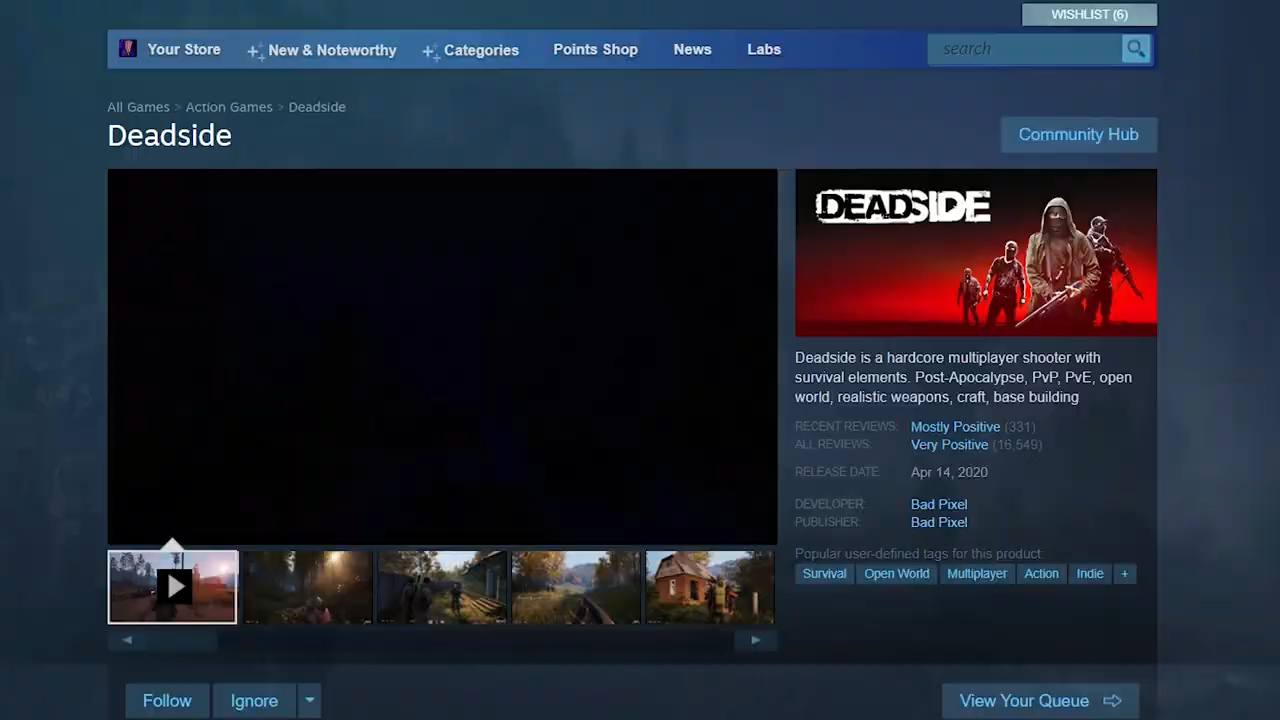 WISHLIST (6)
Your Store
New & Noteworthy
Categories
Points Shop
News
Labs
search
All Games > Action Games > Deadside
Deadside
Community Hub
DEADSIDE
Deadside is a hardcore multiplayer shooter with
survival elements. Post-Apocalypse, PvP, PvE, open
world, realistic weapons, craft, base building
RECENT REVIEWS: Mostly Positive (331)
ALL REVIEWS: Very Positive (16,549)
RELEASE DATE: Apr 14, 2020
DEVELOPER: Bad Pixel
PUBLISHER: Bad Pixel
Popular user-defined tags for this product:
Survival Open World Multiplayer Action Indie +
Follow
Ignore
View Your Queue